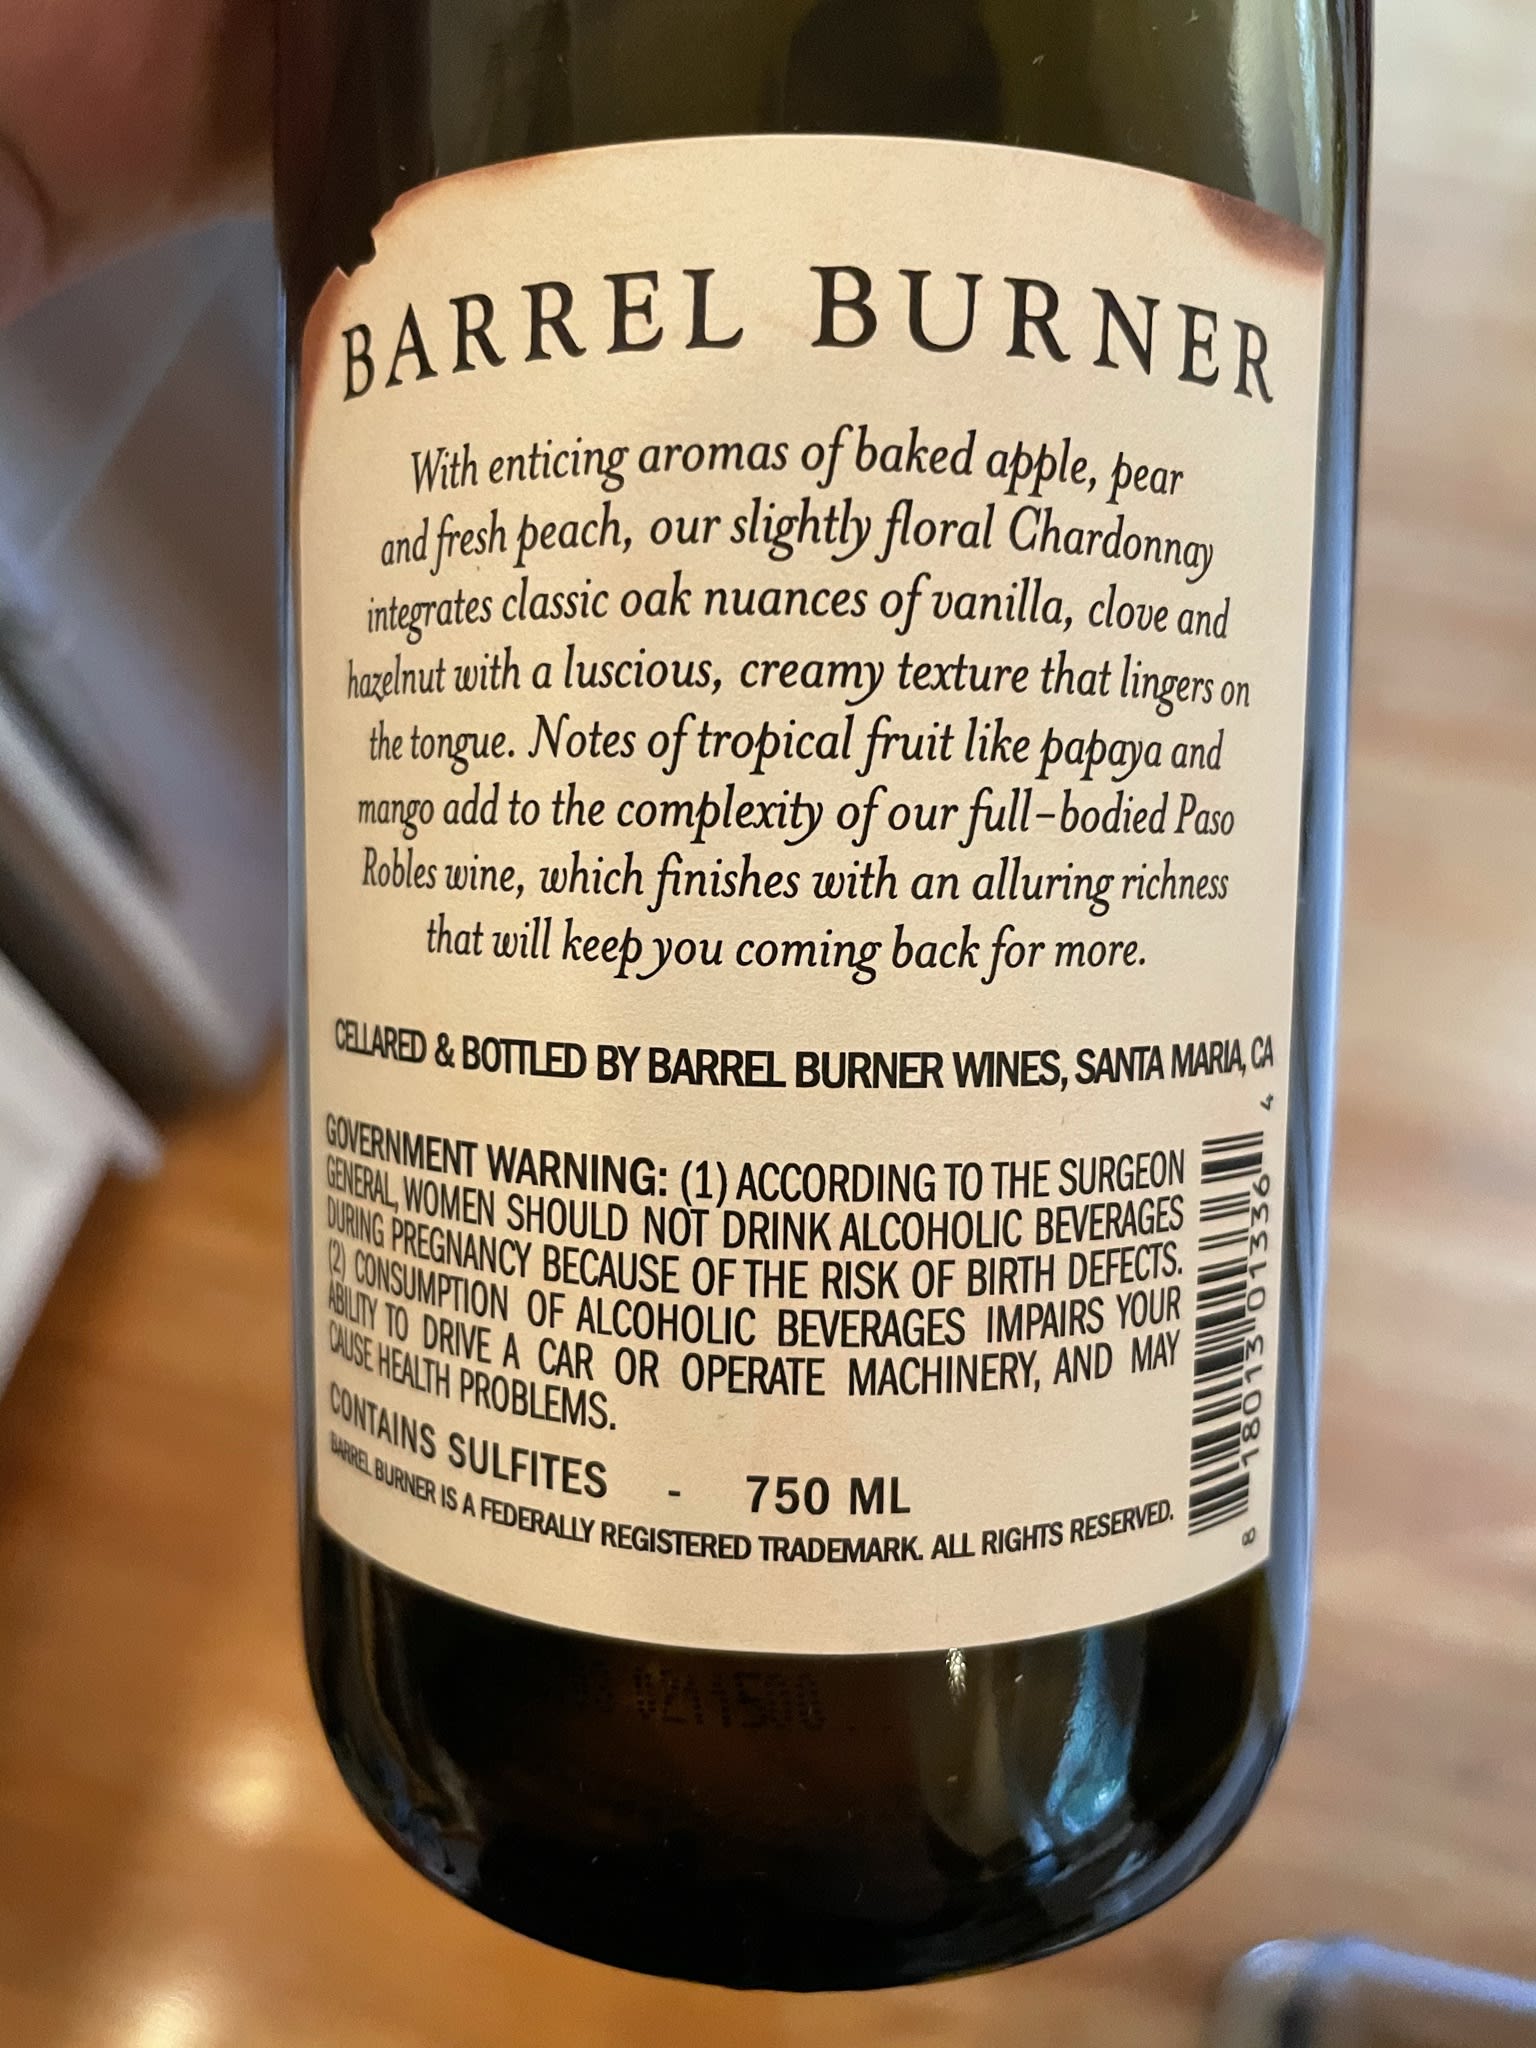 BARREL BURNER
With enticing aromas of baked apple, pear
and fresh peach, our slightly floral Chardonnay
integrates classic oak nuances of vanilla, clove and
hazelnut with a luscious, creamy texture that lingers on
the tongue. Notes of tropical fruit like papaya and
mango add to the complexity of our full-bodied Paso
Robles wine, which finishes with an alluring richness
that will keep you coming back for more.
CELLARED & BOTTLED BY BARREL BURNER WINES, SANTA MARIA, CA
GOVERNMENT WARNING: (1) ACCORDING TO THE SURGEON
GENERAL, WOMEN SHOULD NOT DRINK ALCOHOLIC BEVERAGES
DURING PREGNANCY BECAUSE OF THE RISK OF BIRTH DEFECTS.
(2) CONSUMPTION OF ALCOHOLIC BEVERAGES IMPAIRS YOUR
ABILITY TO DRIVE A CAR OR OPERATE MACHINERY, AND MAY
CAUSE HEALTH PROBLEMS.
CONTAINS SULFITES - 750 ML
BARREL BURNER IS A FEDERALLY REGISTERED TRADEMARK. ALL RIGHTS RESERVED.
8 18013 01336 4